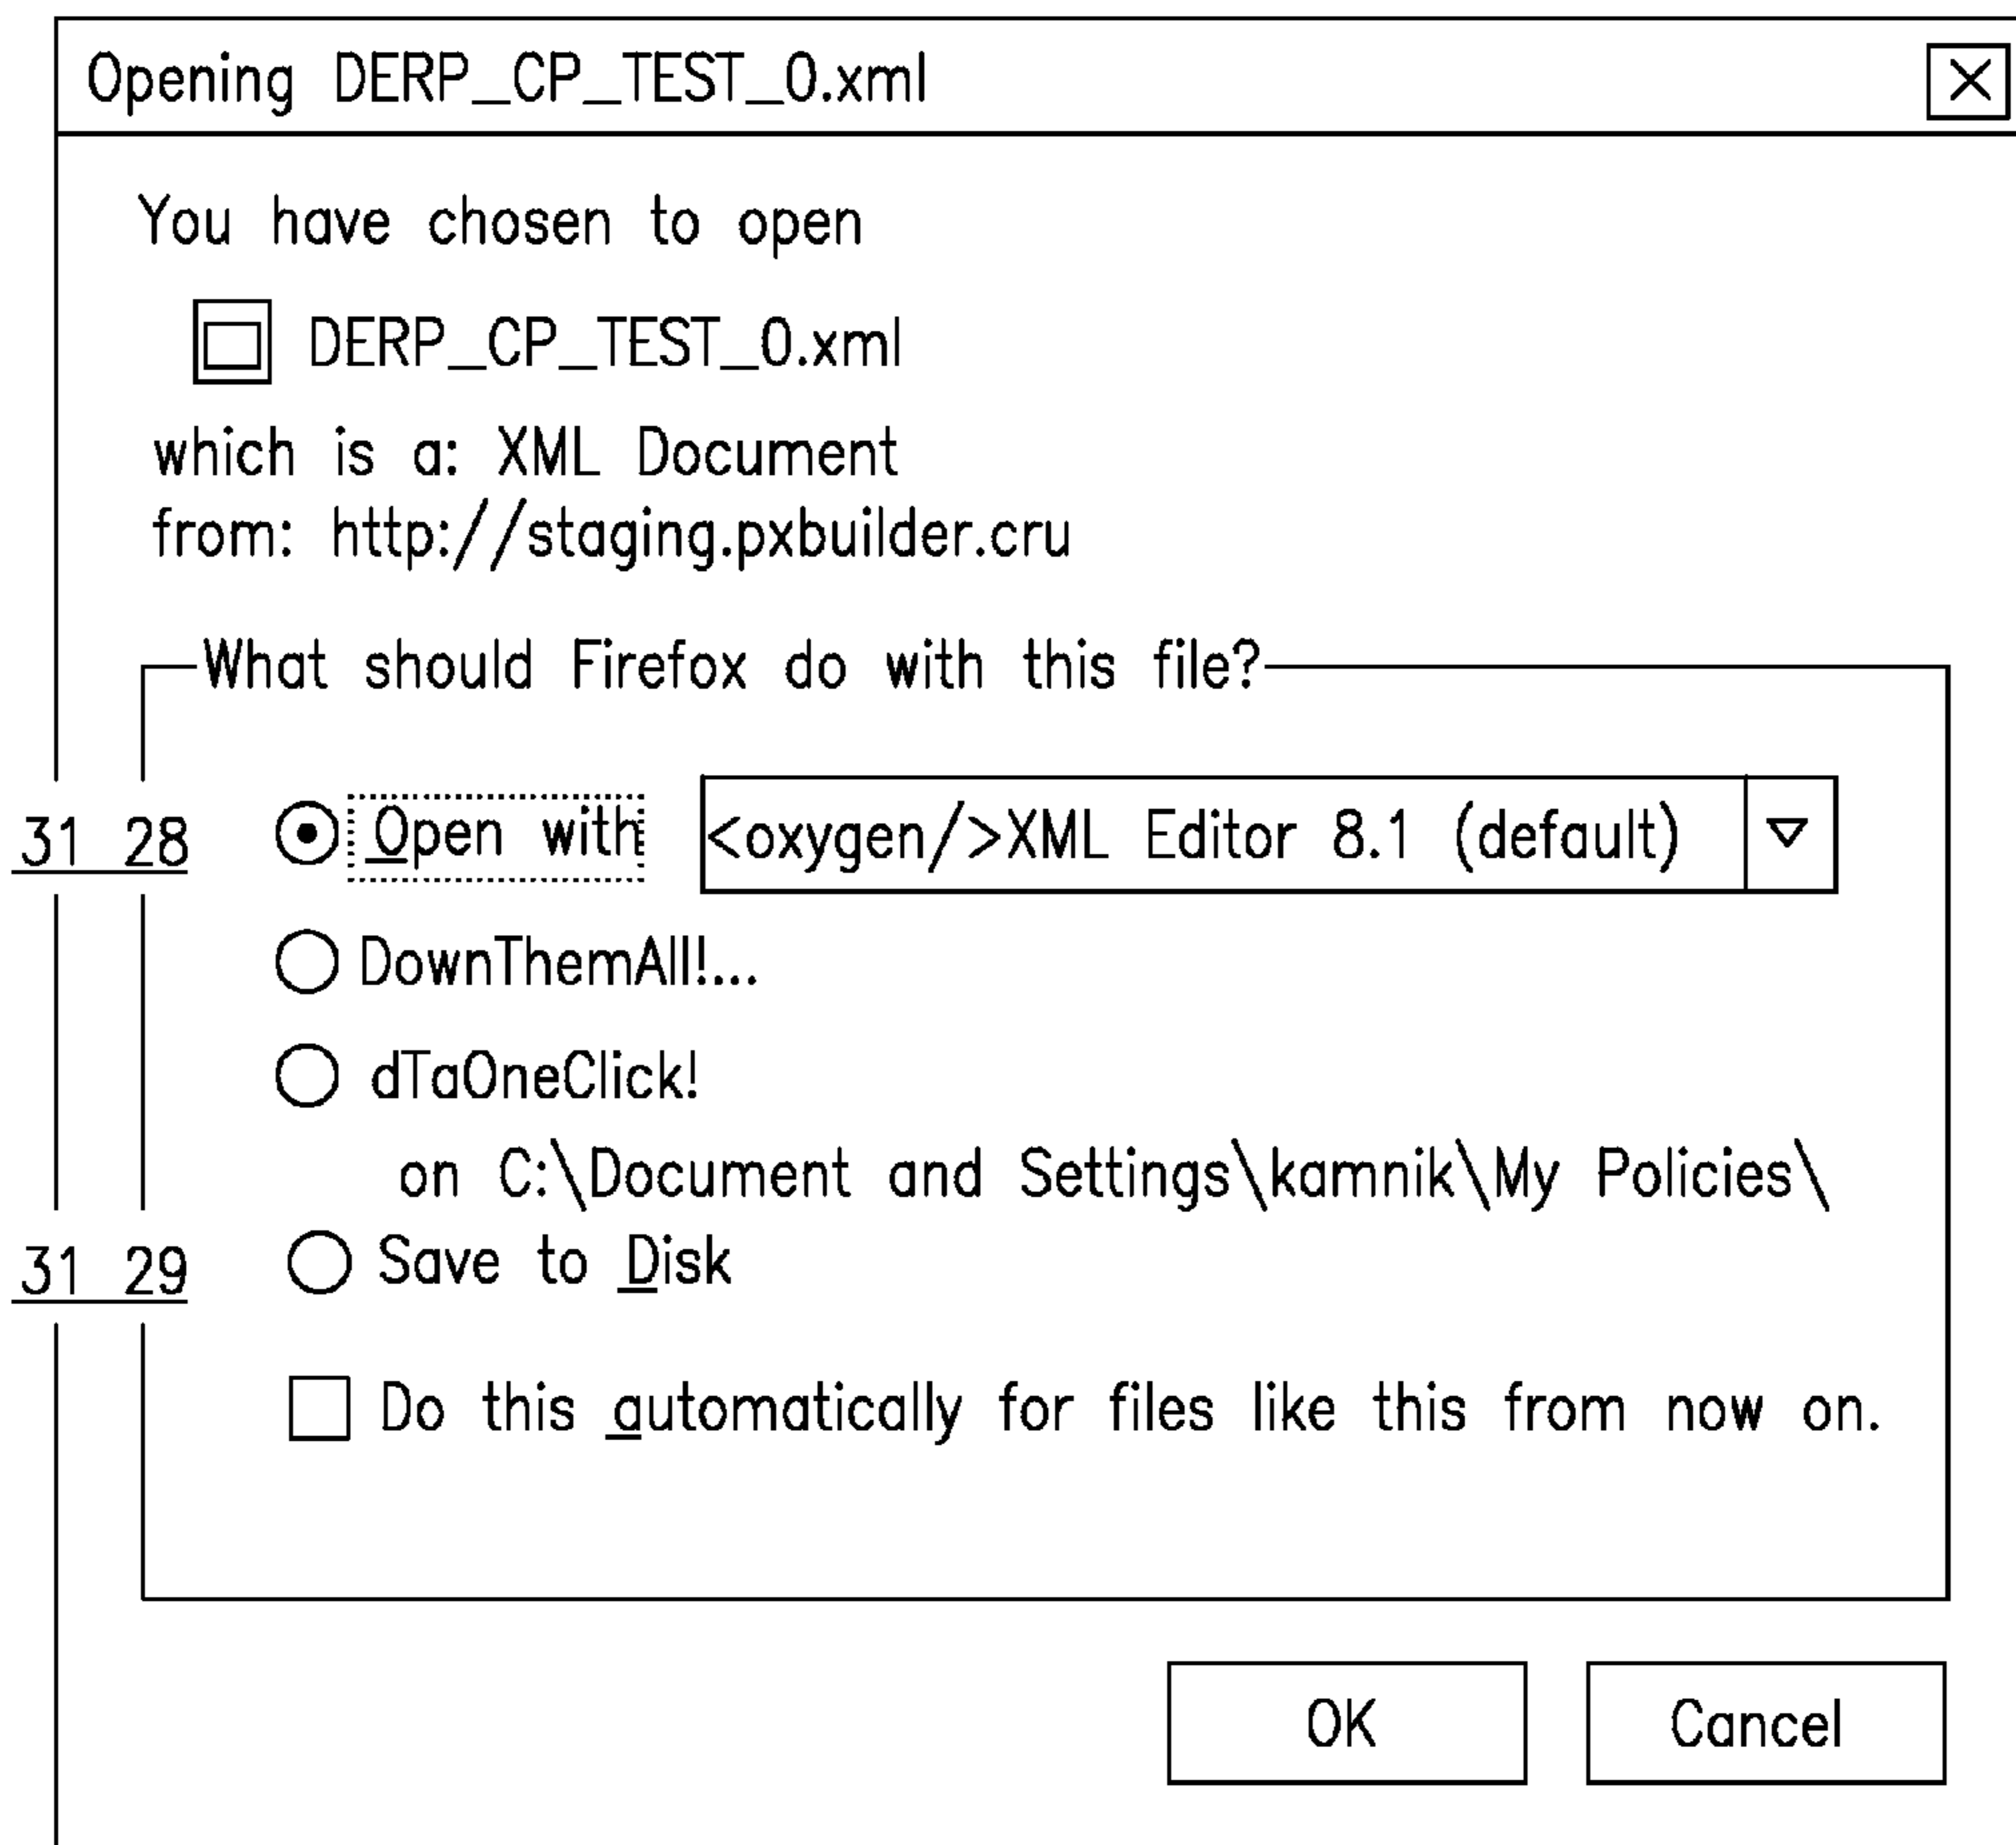 Opening DERP_CP_TEST_0.xml
You have chosen to open
DERP_CP_TEST_0.xml
which is a: XML Document
from: http://staging.pxbuilder.cru
What should Firefox do with this file?
31 28 Open with <oxygen/>XML Editor 8.1 (default)
DownThemAll!...
dTaOneClick!
on C:\Document and Settings\kamnik\My Policies\
31 29 Save to Disk
Do this automatically for files like this from now on.
OK Cancel